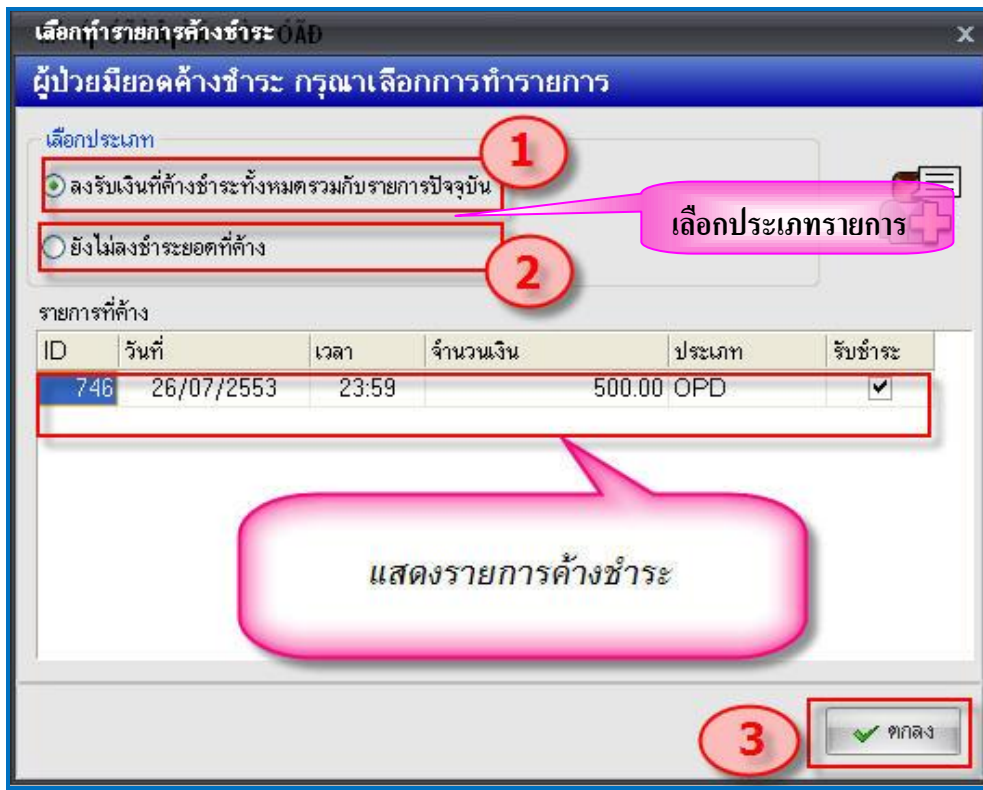 เลือกทำรายการค้างชำระ
X
ผู้ป่วยมียอดค้างชำระ กรุณาเลือกการทำรายการ
เลือกประเภท
1
ลงรับเงินที่ค้างชำระทั้งหมดรวมกับรายการปัจจุบัน
เลือกประเภทรายการ
ยังไม่ลงชำระยอดที่ค้าง
2
รายการที่ค้าง
ID วันที่ เวลา จำนวนเงิน ประเภท รับชำระ
746 26/07/2553 23:59 500.00 OPD
แสดงรายการค้างชำระ
3 ตกลง